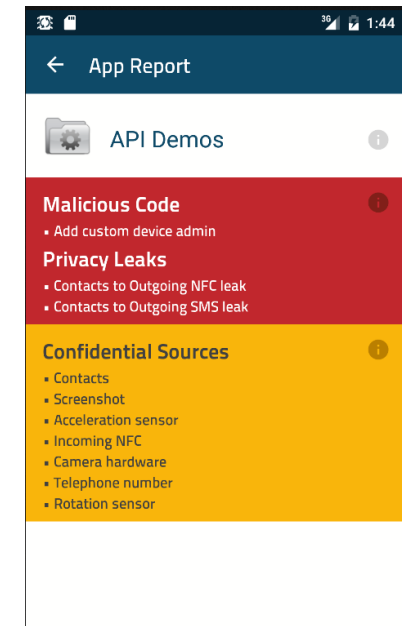 3G 1:44
App Report
API Demos
Malicious Code
▪ Add custom device admin
Privacy Leaks
▪ Contacts to Outgoing NFC leak
▪ Contacts to Outgoing SMS leak
Confidential Sources
▪ Contacts
▪ Screenshot
▪ Acceleration sensor
▪ Incoming NFC
▪ Camera hardware
▪ Telephone number
▪ Rotation sensor